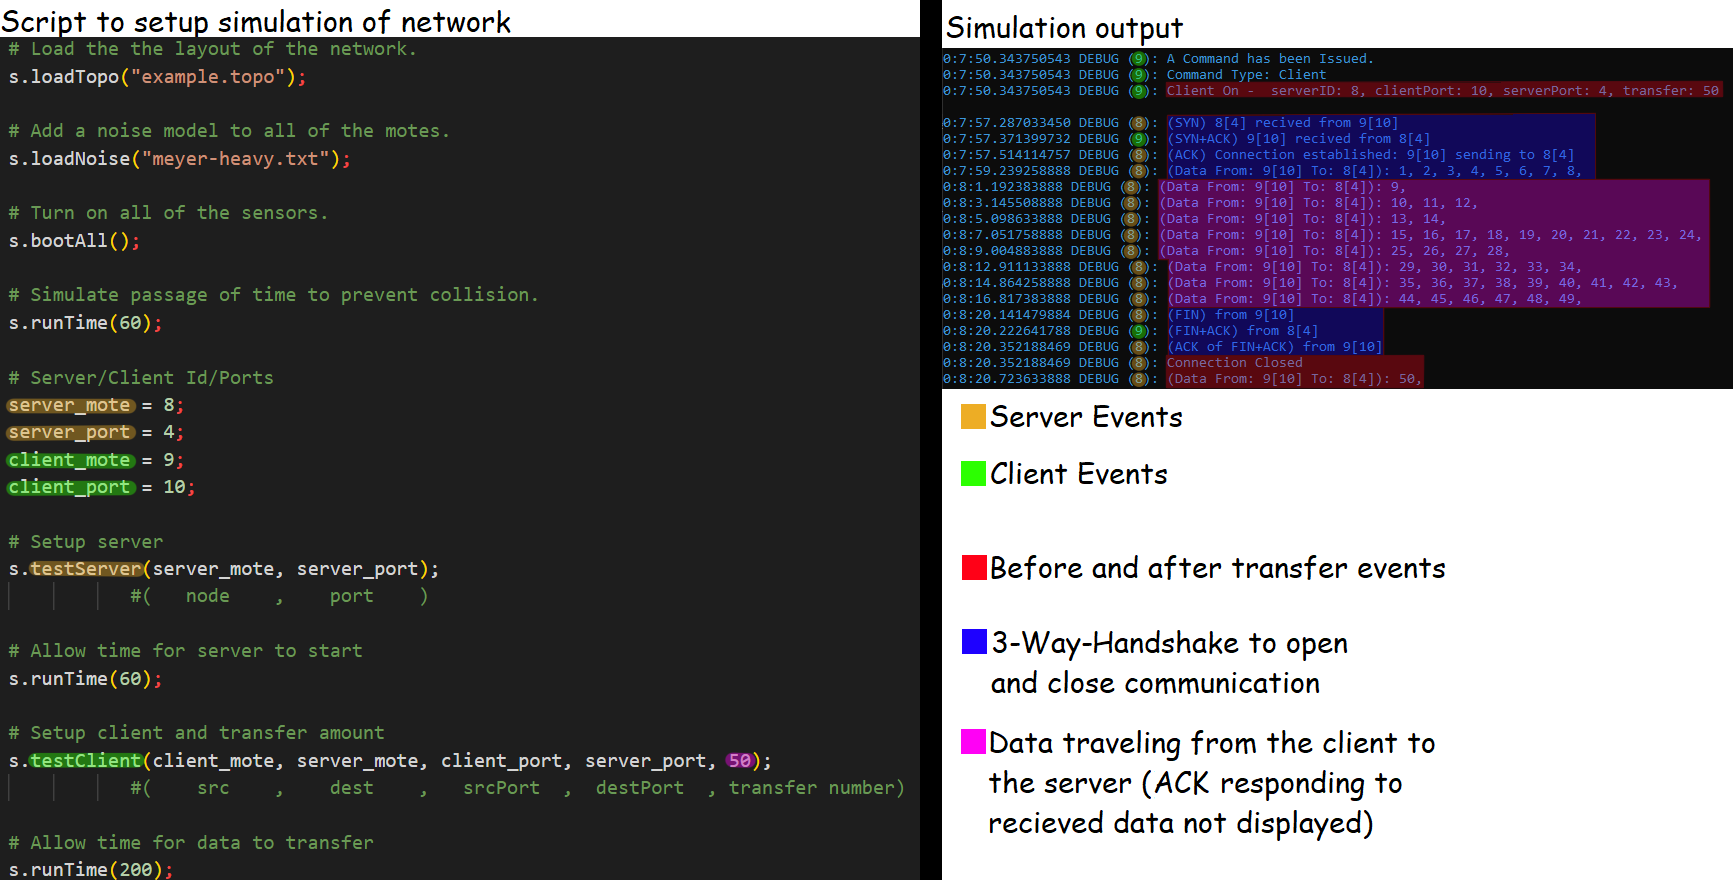 Script to setup simulation of network
# Load the the layout of the network.
s.loadTopo("example.topo");
# Add a noise model to all of the motes.
s.loadNoise("meyer-heavy.txt");
# Turn on all of the sensors.
s.bootAll();
# Simulate passage of time to prevent collision.
s.runTime(60);
# Server/Client Id/Ports
server_mote = 8;
server_port = 4;
client_mote = 9;
client_port = 10;
# Setup server
s.testServer(server_mote, server_port);
#( node , port )
# Allow time for server to start
s.runTime(60);
# Setup client and transfer amount
s.testClient(client_mote, server_mote, client_port, server_port, 50);
#( src , dest , srcPort , destPort , transfer number)
# Allow time for data to transfer
s.runTime(200);
Simulation output
0:7:50.343750543 DEBUG (9): A Command has been Issued.
0:7:50.343750543 DEBUG (9): Command Type: Client
0:7:50.343750543 DEBUG (9): Client On - serverID: 8, clientPort: 10, serverPort: 4, transfer: 50
0:7:57.287033450 DEBUG (8): (SYN) 8[4] recived from 9[10]
0:7:57.371399732 DEBUG (9): (SYN+ACK) 9[10] recived from 8[4]
0:7:57.514114757 DEBUG (8): (ACK) Connection established: 9[10] sending to 8[4]
0:7:59.239258888 DEBUG (8): (Data From: 9[10] To: 8[4]): 1, 2, 3, 4, 5, 6, 7, 8,
0:8:1.192383888 DEBUG (8): (Data From: 9[10] To: 8[4]): 9,
0:8:3.145508888 DEBUG (8): (Data From: 9[10] To: 8[4]): 10, 11, 12,
0:8:5.098633888 DEBUG (8): (Data From: 9[10] To: 8[4]): 13, 14,
0:8:7.051758888 DEBUG (8): (Data From: 9[10] To: 8[4]): 15, 16, 17, 18, 19, 20, 21, 22, 23, 24,
0:8:9.004883888 DEBUG (8): (Data From: 9[10] To: 8[4]): 25, 26, 27, 28,
0:8:12.911133888 DEBUG (8): (Data From: 9[10] To: 8[4]): 29, 30, 31, 32, 33, 34,
0:8:14.864258888 DEBUG (8): (Data From: 9[10] To: 8[4]): 35, 36, 37, 38, 39, 40, 41, 42, 43,
0:8:16.817383888 DEBUG (8): (Data From: 9[10] To: 8[4]): 44, 45, 46, 47, 48, 49,
0:8:20.141479884 DEBUG (8): (FIN) from 9[10]
0:8:20.222641788 DEBUG (9): (FIN+ACK) from 8[4]
0:8:20.352188469 DEBUG (8): (ACK of FIN+ACK) from 9[10]
0:8:20.352188469 DEBUG (8): Connection Closed
0:8:20.723633888 DEBUG (8): (Data From: 9[10] To: 8[4]): 50,
Server Events
Client Events
Before and after transfer events
3-Way-Handshake to open
and close communication
Data traveling from the client to
the server (ACK responding to
recieved data not displayed)